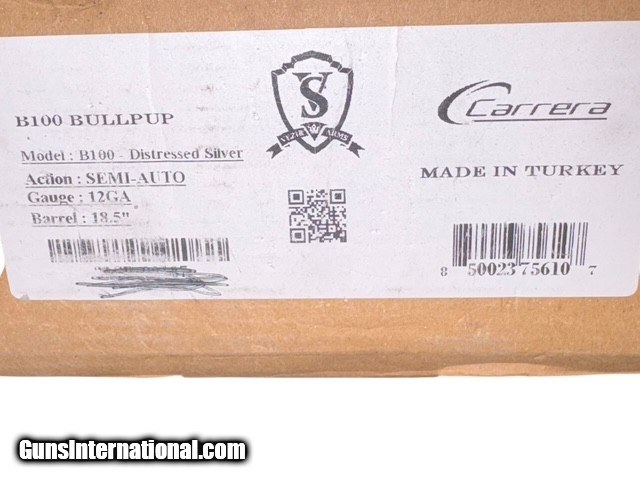 B100 BULLPUP
Model : B100 - Distressed Silver
Action : SEMI-AUTO
Gauge : 12GA
Barrel : 18.5"
VS
ARMS
Carrera
MADE IN TURKEY
8 50023 75610 7
GunsInternational.com